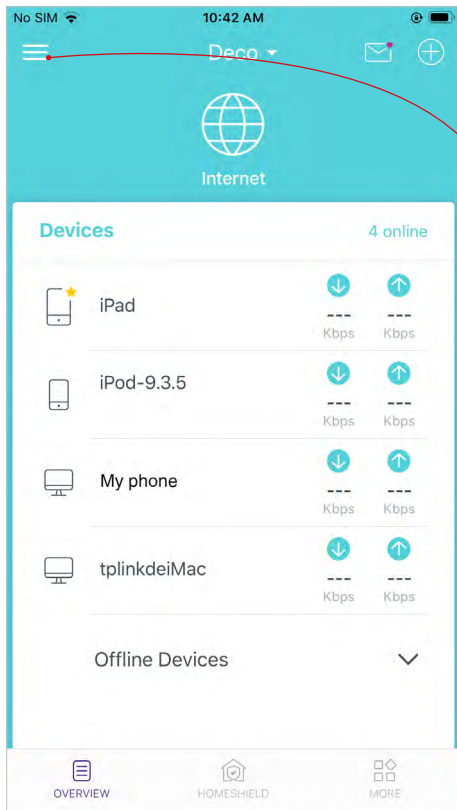 No SIM 10:42 AM
Deco
Internet
Devices 4 online
iPad
---
---
Kbps Kbps
iPod-9.3.5
---
---
Kbps Kbps
My phone
---
---
Kbps Kbps
tplinkdeiMac
---
---
Kbps Kbps
Offline Devices
OVERVIEW HOMESHIELD MORE